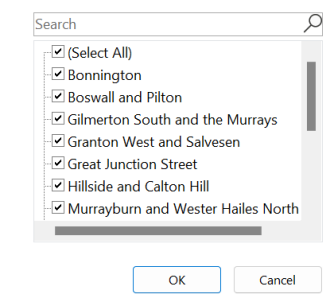 Search
(Select All)
Bonnington
Boswall and Pilton
Gilmerton South and the Murrays
Granton West and Salvesen
Great Junction Street
Hillside and Calton Hill
Murrayburn and Wester Hailes North
OK
Cancel